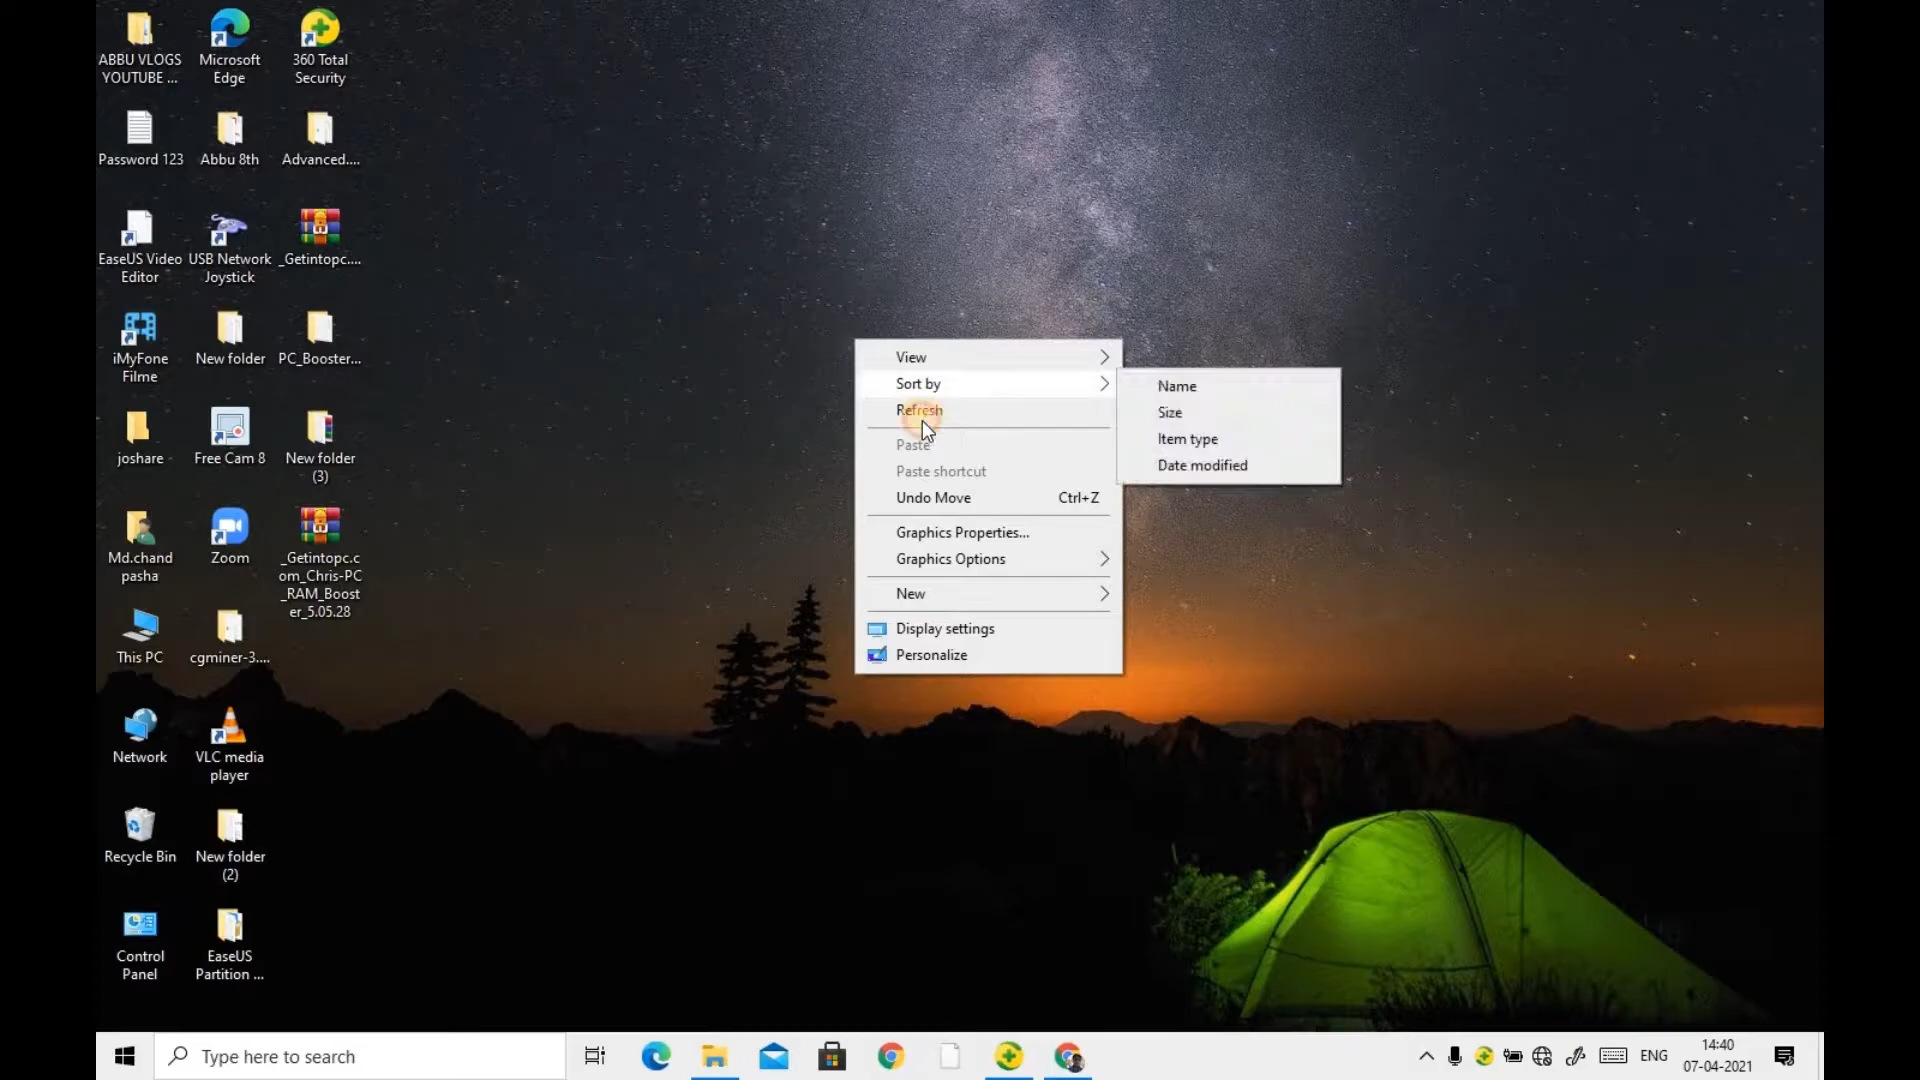 ABBU VLOGS
YOUTUBE ...
Microsoft
Edge
360 Total
Security
Password 123
Abbu 8th
Advanced....
EaseUS Video
Editor
USB Network
Joystick
_Getintopc....
iMyFone
Filme
New folder
PC_Booster...
joshare
Free Cam 8
New folder
(3)
Md.chand
pasha
Zoom
_Getintopc.c
om_Chris-PC
_RAM_Boost
er_5.05.28
This PC
cgminer-3....
Network
VLC media
player
Recycle Bin
New folder
(2)
Control
Panel
EaseUS
Partition ...
View
Sort by
Refresh
Paste
Paste shortcut
Undo Move Ctrl+Z
Graphics Properties...
Graphics Options
New
Display settings
Personalize
Name
Size
Item type
Date modified
Type here to search
ENG
14:40
07-04-2021